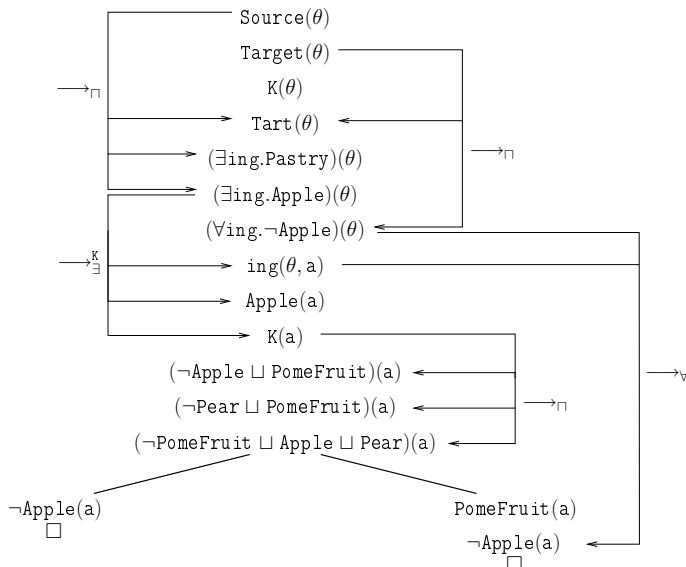 Source(θ)
Target(θ)
K(θ)
⟶⊓
Tart(θ)
(∃ing.Pastry)(θ)
⟶⊓
(∃ing.Apple)(θ)
(∀ing.¬Apple)(θ)
⟶∃ᴷ
ing(θ,a)
Apple(a)
K(a)
(¬Apple ⊔ PomeFruit)(a)
⟶∀
(¬Pear ⊔ PomeFruit)(a)
⟶⊓
(¬PomeFruit ⊔ Apple ⊔ Pear)(a)
¬Apple(a)
□
PomeFruit(a)
¬Apple(a)
□